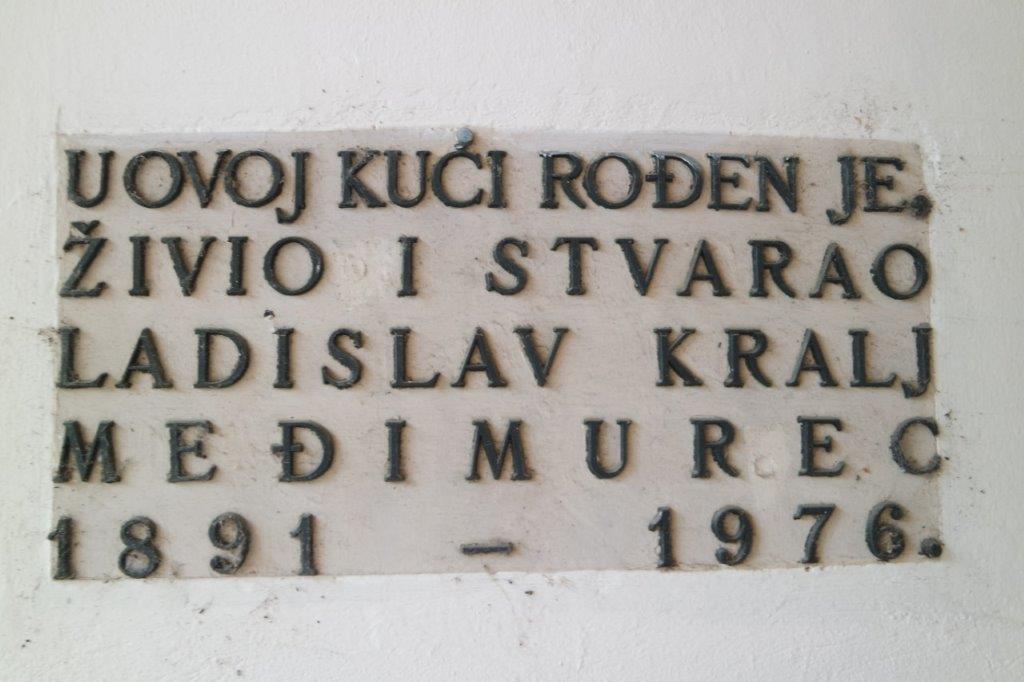 U OVOJ KUĆI ROĐEN JE.
ŽIVIO I STVARAO
LADISLAV KRALJ
MEĐIMUREC
1891 – 1976.